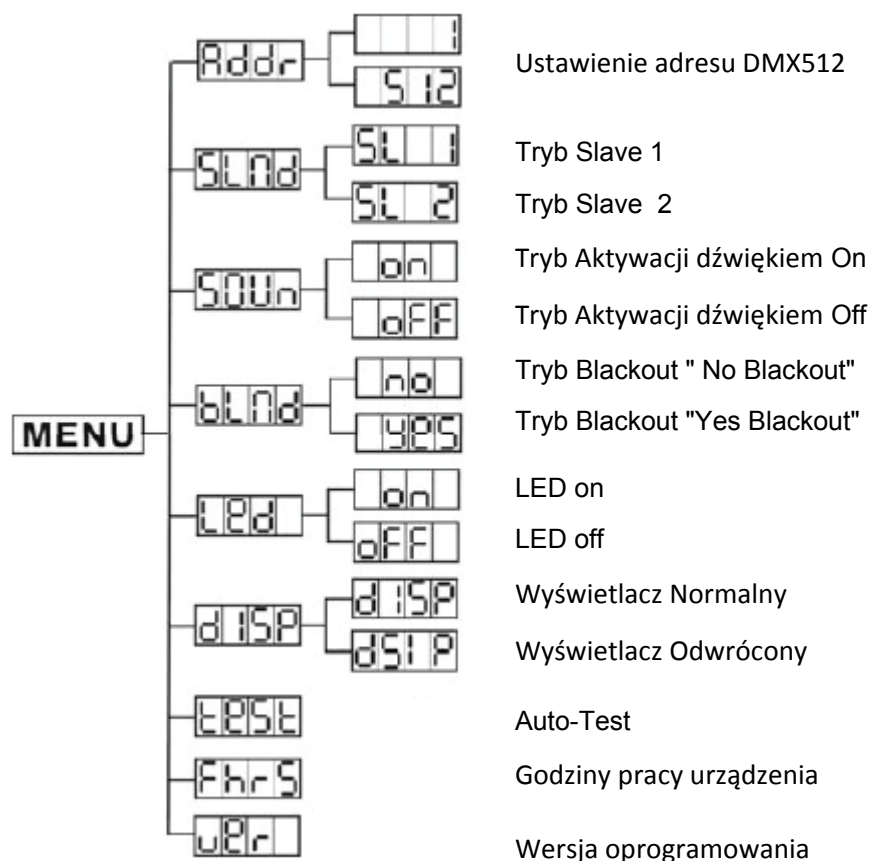 Addr
1
Ustawienie adresu DMX512
512
SLMd
SL 1
Tryb Slave 1
SL 2
Tryb Slave 2
SOUn
on
Tryb Aktywacji dźwiękiem On
oFF
Tryb Aktywacji dźwiękiem Off
bLMd
no
Tryb Blackout " No Blackout"
yes
Tryb Blackout "Yes Blackout"
MENU
Led
on
LED on
oFF
LED off
dISP
dISP
Wyświetlacz Normalny
dSIP
Wyświetlacz Odwrócony
teSt
Auto-Test
FhrS
Godziny pracy urządzenia
ver
Wersja oprogramowania